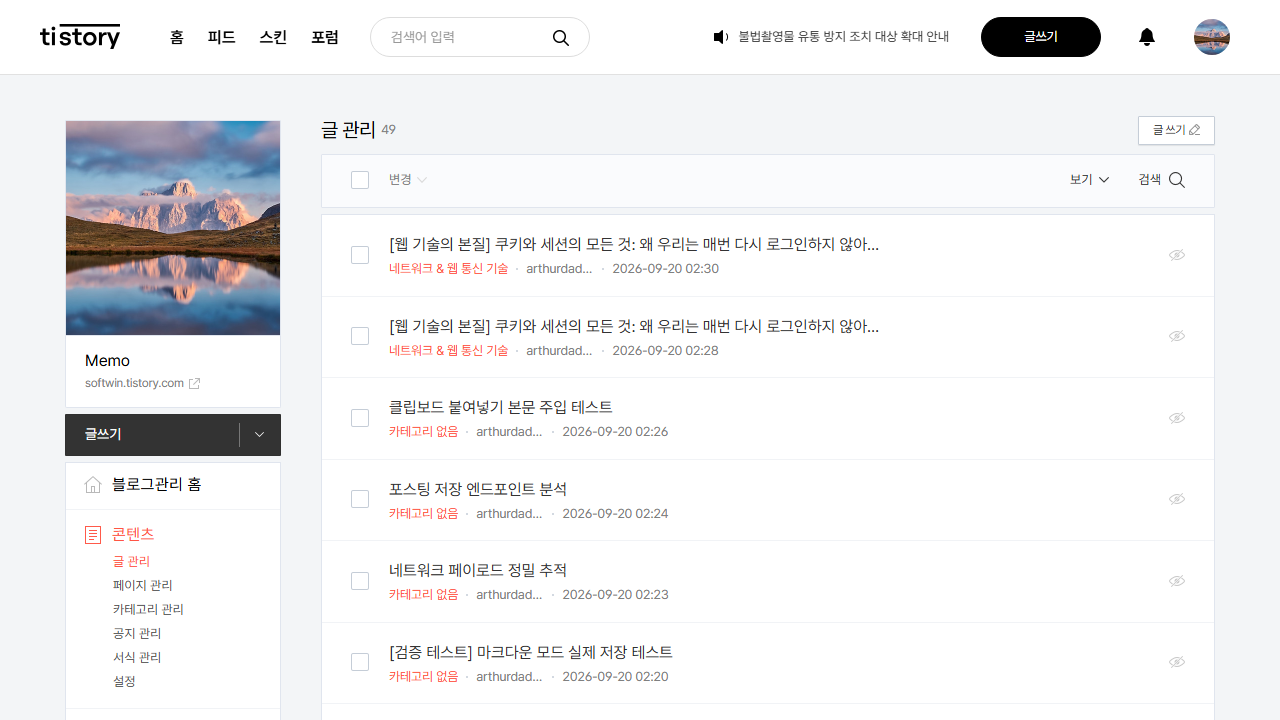 tistory 홈 피드 스킨 포럼 검색어 입력 불법촬영물 유통 방지 조치 대상 확대 안내 글쓰기
Memo
softwin.tistory.com
글쓰기
블로그관리 홈
콘텐츠
글 관리
페이지 관리
카테고리 관리
공지 관리
서식 관리
설정
글 관리 49 글 쓰기
변경 보기 검색
[웹 기술의 본질] 쿠키와 세션의 모든 것: 왜 우리는 매번 다시 로그인하지 않아...
네트워크 & 웹 통신 기술 · arthurdad... · 2026-09-20 02:30
[웹 기술의 본질] 쿠키와 세션의 모든 것: 왜 우리는 매번 다시 로그인하지 않아...
네트워크 & 웹 통신 기술 · arthurdad... · 2026-09-20 02:28
클립보드 붙여넣기 본문 주입 테스트
카테고리 없음 · arthurdad... · 2026-09-20 02:26
포스팅 저장 엔드포인트 분석
카테고리 없음 · arthurdad... · 2026-09-20 02:24
네트워크 페이로드 정밀 추적
카테고리 없음 · arthurdad... · 2026-09-20 02:23
[검증 테스트] 마크다운 모드 실제 저장 테스트
카테고리 없음 · arthurdad... · 2026-09-20 02:20